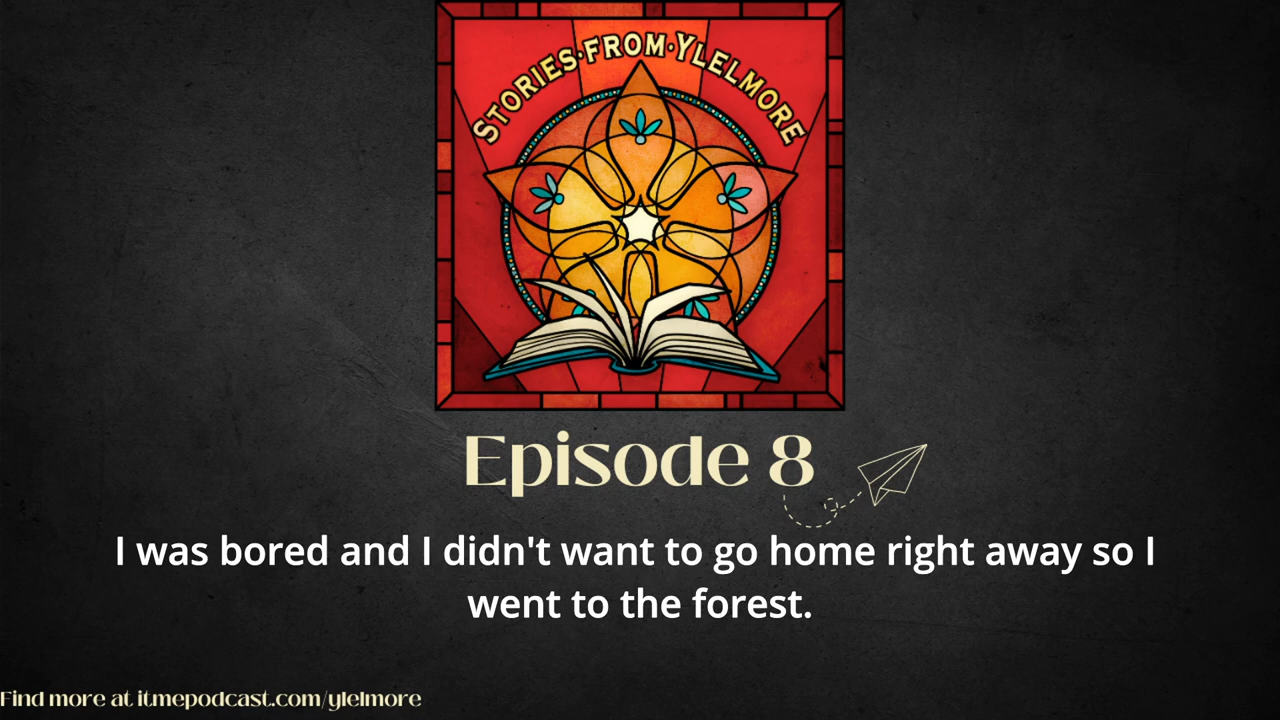 STORIES·FROM·YLELMORE
Episode 8
I was bored and I didn't want to go home right away so I
went to the forest.
Find more at itmepodcast.com/ylelmore